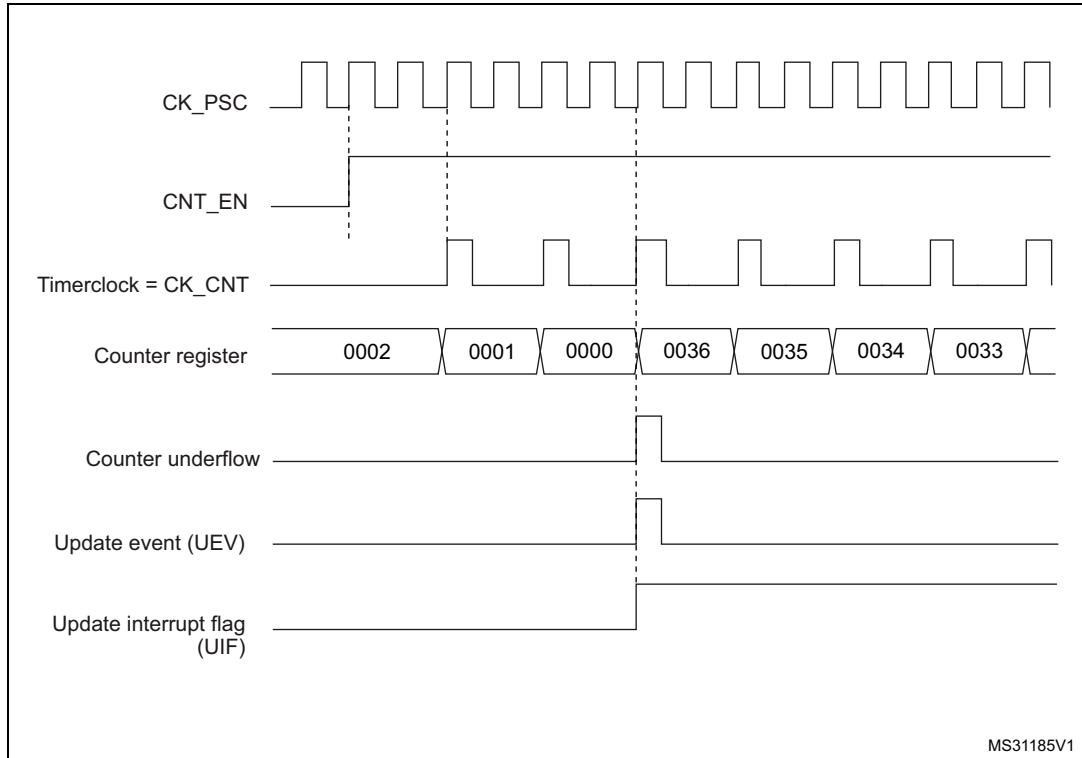 CK_PSC
CNT_EN
Timerclock = CK_CNT
Counter register
0002 0001 0000 0036 0035 0034 0033
Counter underflow
Update event (UEV)
Update interrupt flag
(UIF)
MS31185V1